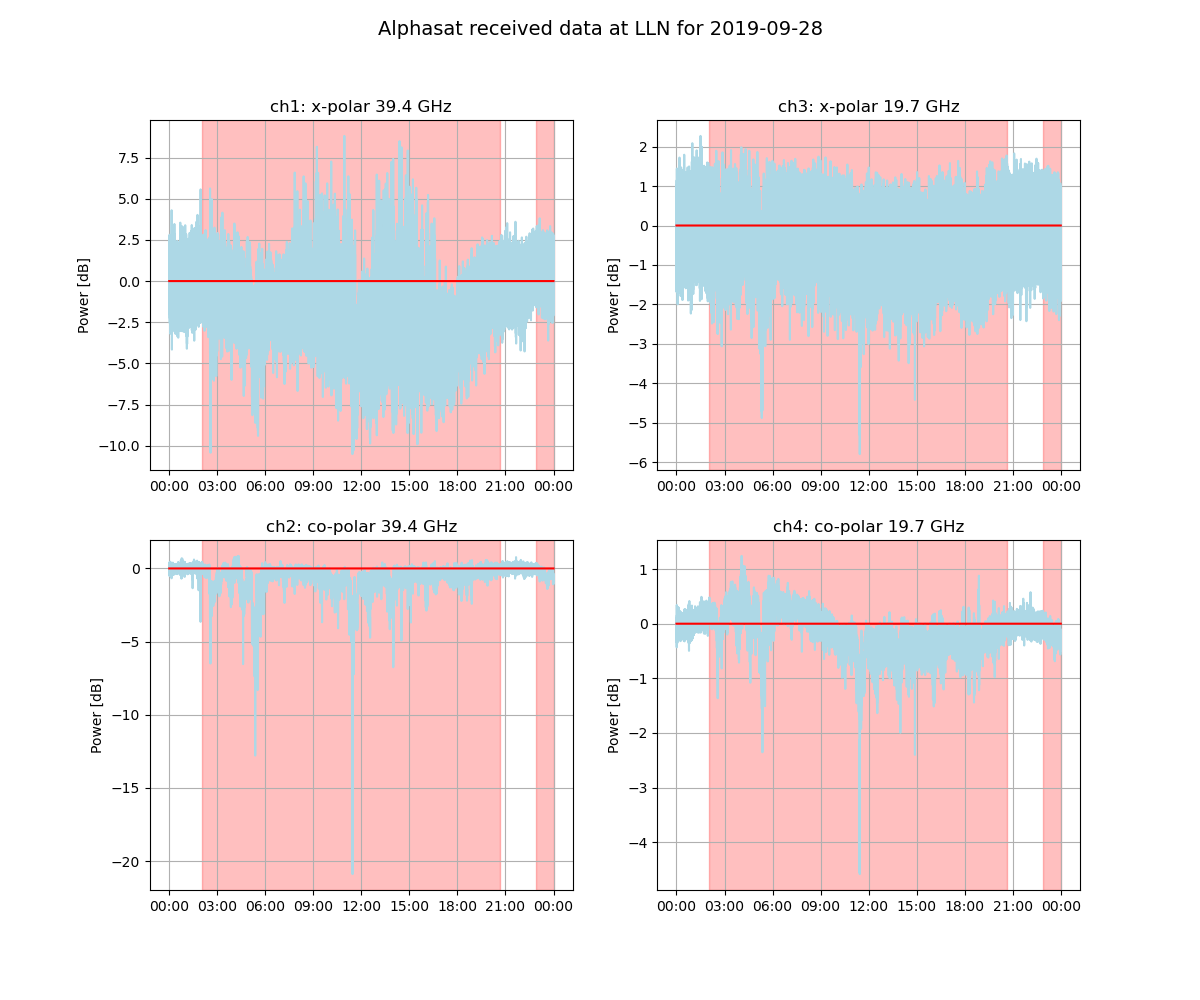 Alphasat received data at LLN for 2019-09-28
ch1: x-polar 39.4 GHz
Power [dB]
7.5
5.0
2.5
0.0
−2.5
−5.0
−7.5
−10.0
00:00 03:00 06:00 09:00 12:00 15:00 18:00 21:00 00:00
ch3: x-polar 19.7 GHz
Power [dB]
2
1
0
−1
−2
−3
−4
−5
−6
00:00 03:00 06:00 09:00 12:00 15:00 18:00 21:00 00:00
ch2: co-polar 39.4 GHz
Power [dB]
0
−5
−10
−15
−20
00:00 03:00 06:00 09:00 12:00 15:00 18:00 21:00 00:00
ch4: co-polar 19.7 GHz
Power [dB]
1
0
−1
−2
−3
−4
00:00 03:00 06:00 09:00 12:00 15:00 18:00 21:00 00:00